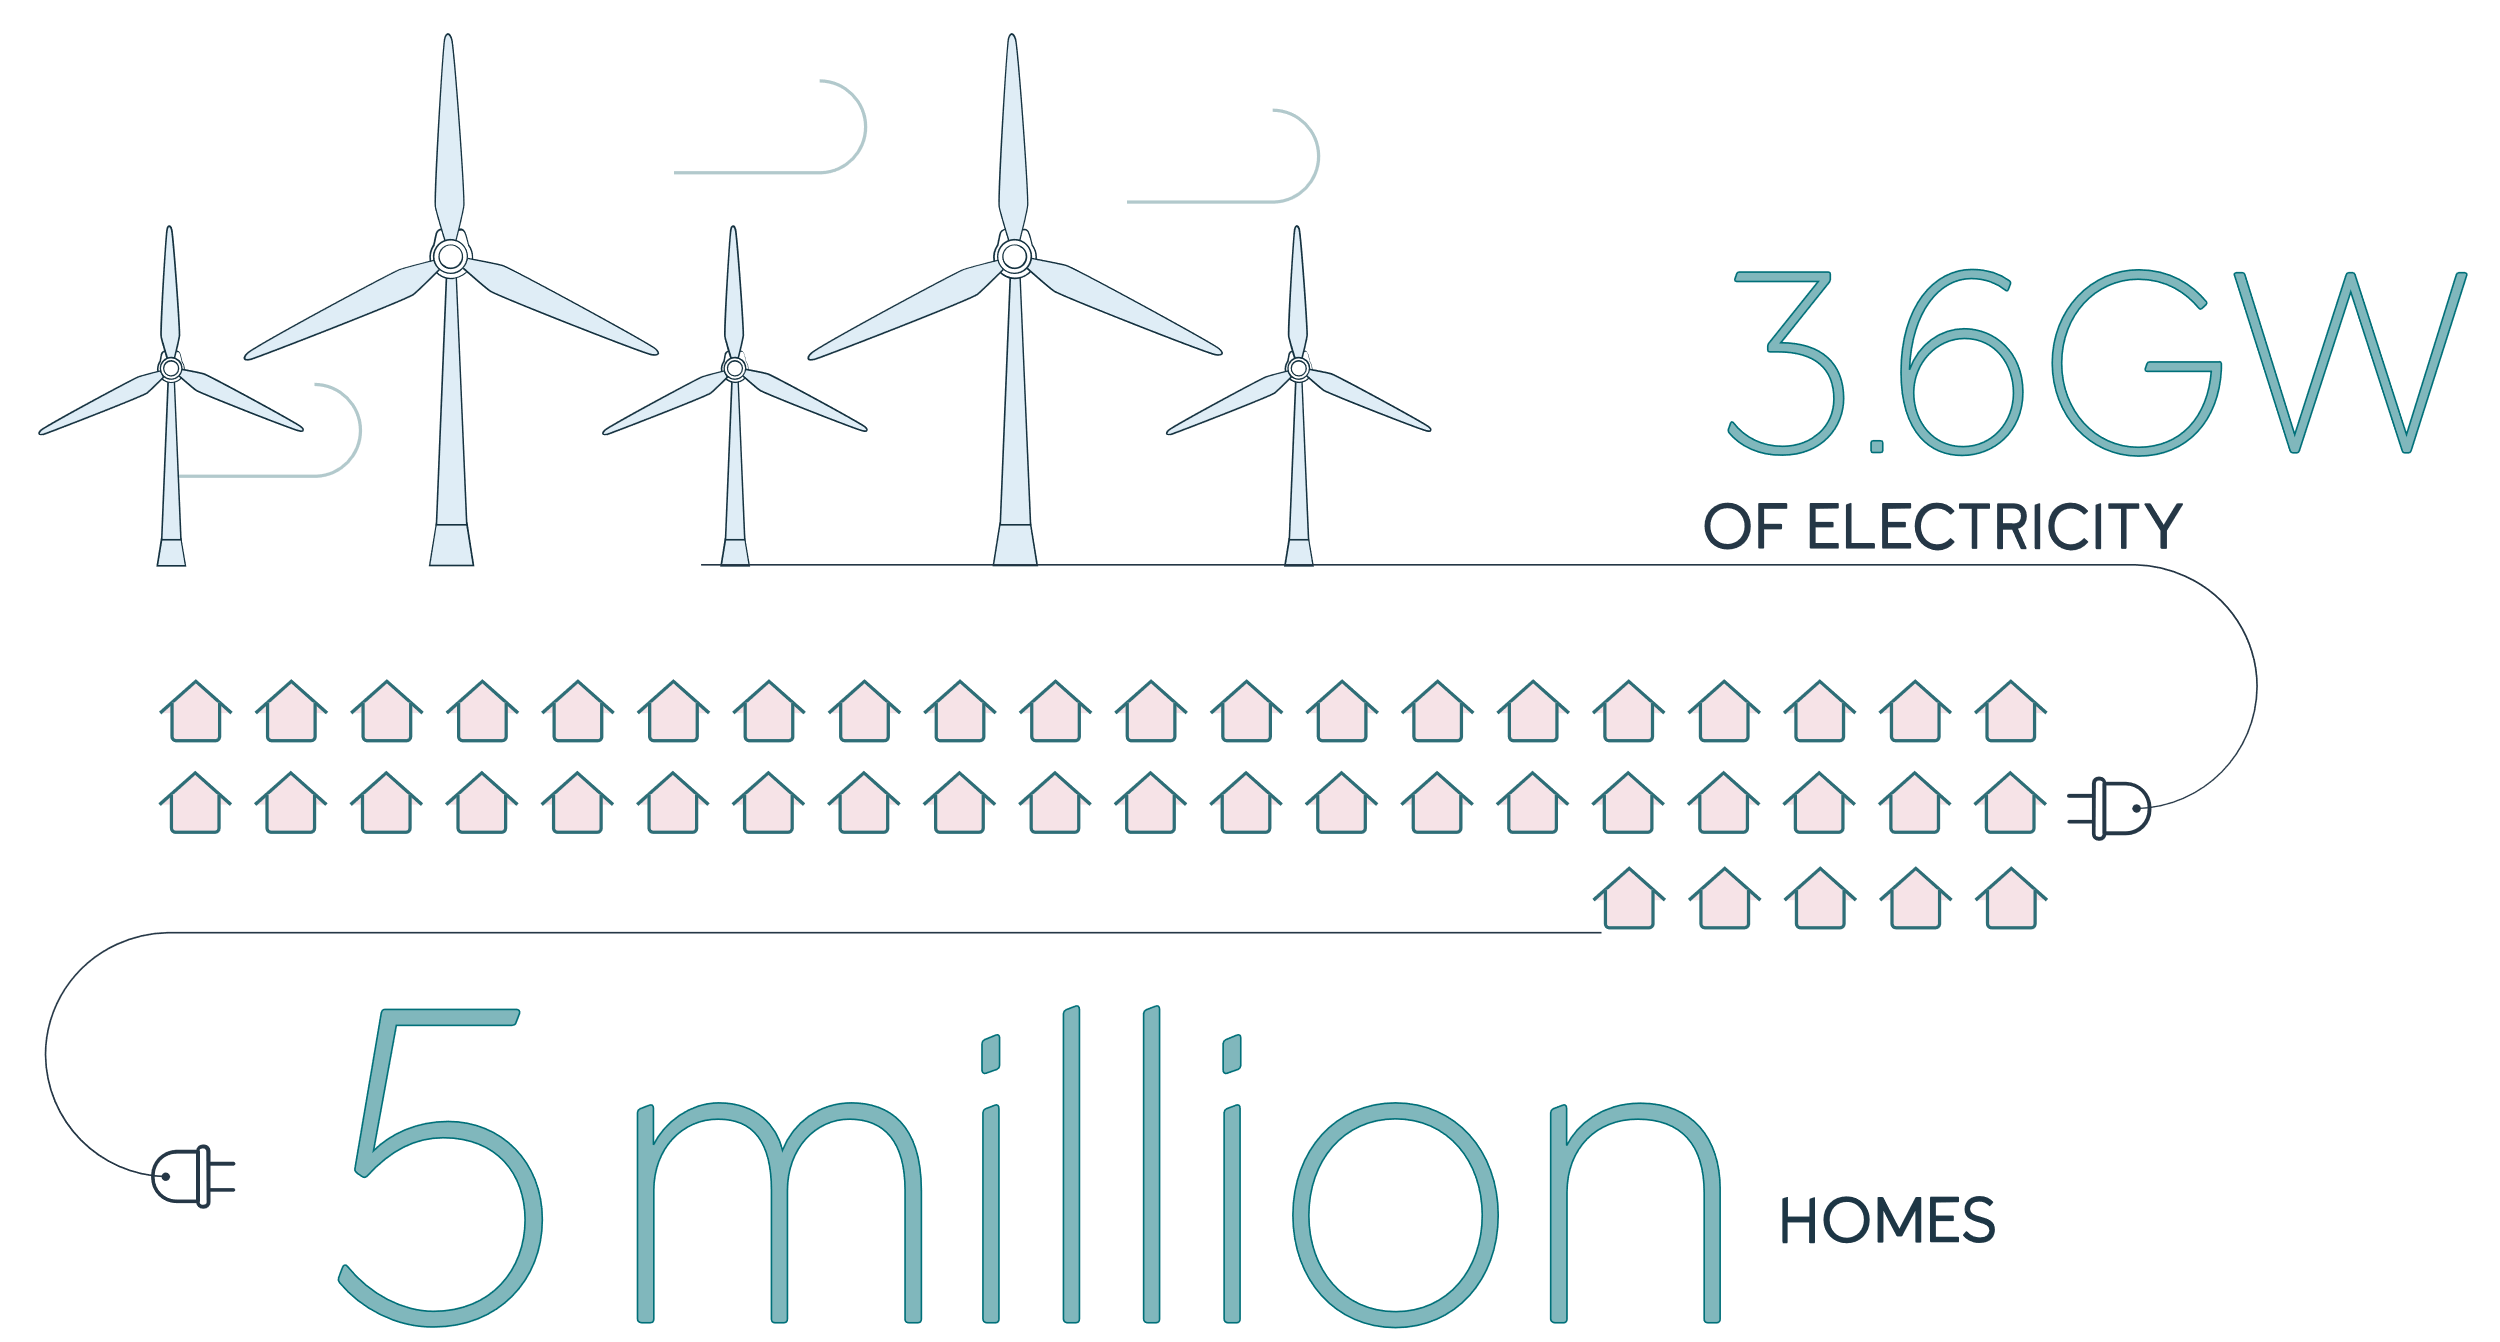 3.6GW
OF ELECTRICITY
5 million
HOMES